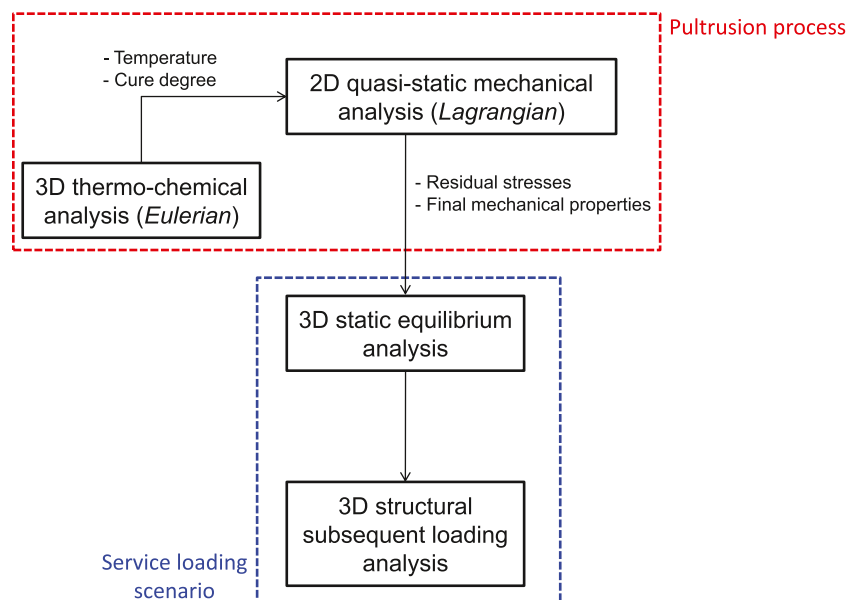 Pultrusion process
- Temperature
- Cure degree
2D quasi-static mechanical
analysis (Lagrangian)
3D thermo-chemical
analysis (Eulerian)
- Residual stresses
- Final mechanical properties
3D static equilibrium
analysis
3D structural
subsequent loading
analysis
Service loading
scenario